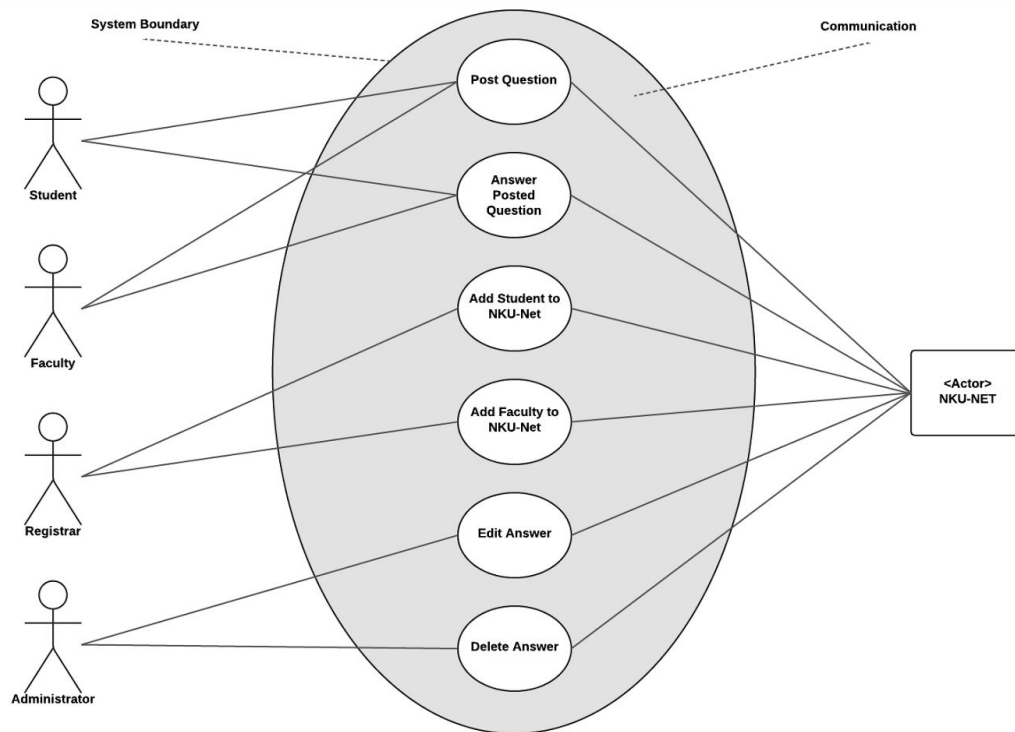 System Boundary
Communication
Post Question
Student
Answer
Posted
Question
Faculty
Add Student to
NKU-Net
<Actor>
NKU-NET
Add Faculty to
NKU-Net
Registrar
Edit Answer
Delete Answer
Administrator